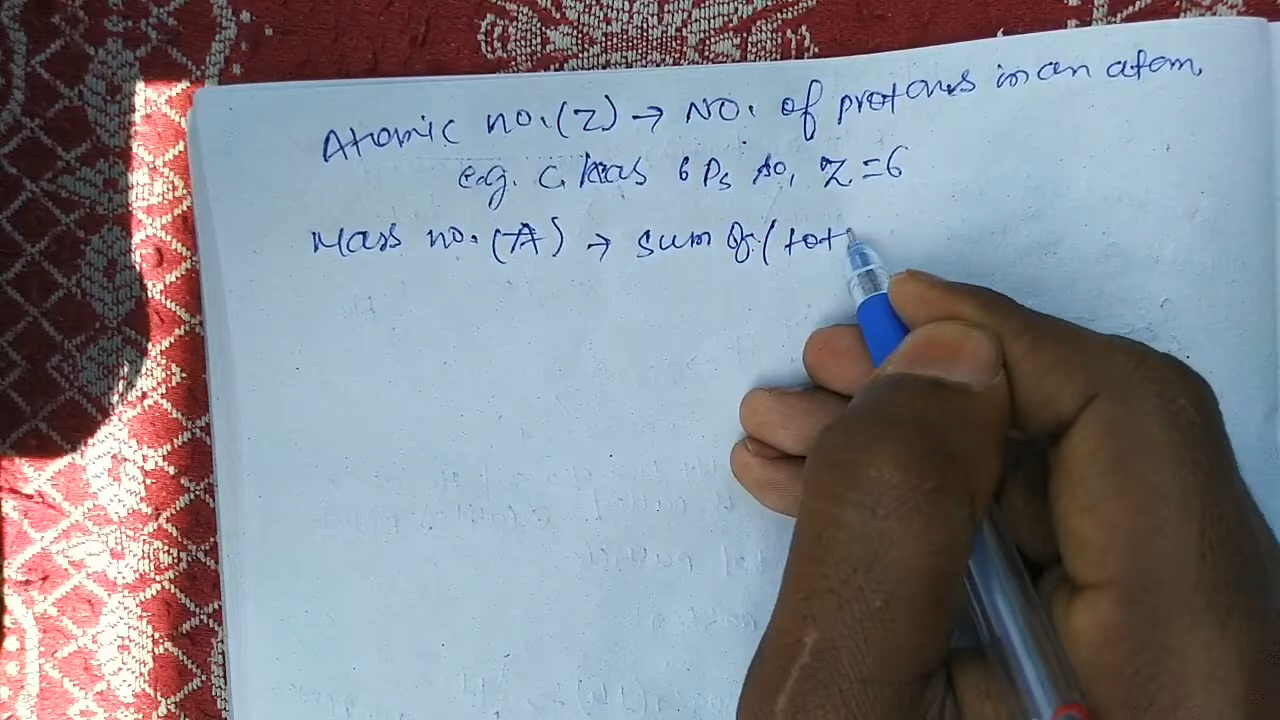 Atomic no. (Z) → No. of protons in an atom.
e.g. C has 6 Ps so, Z = 6
Mass no. (A) → sum of (tot